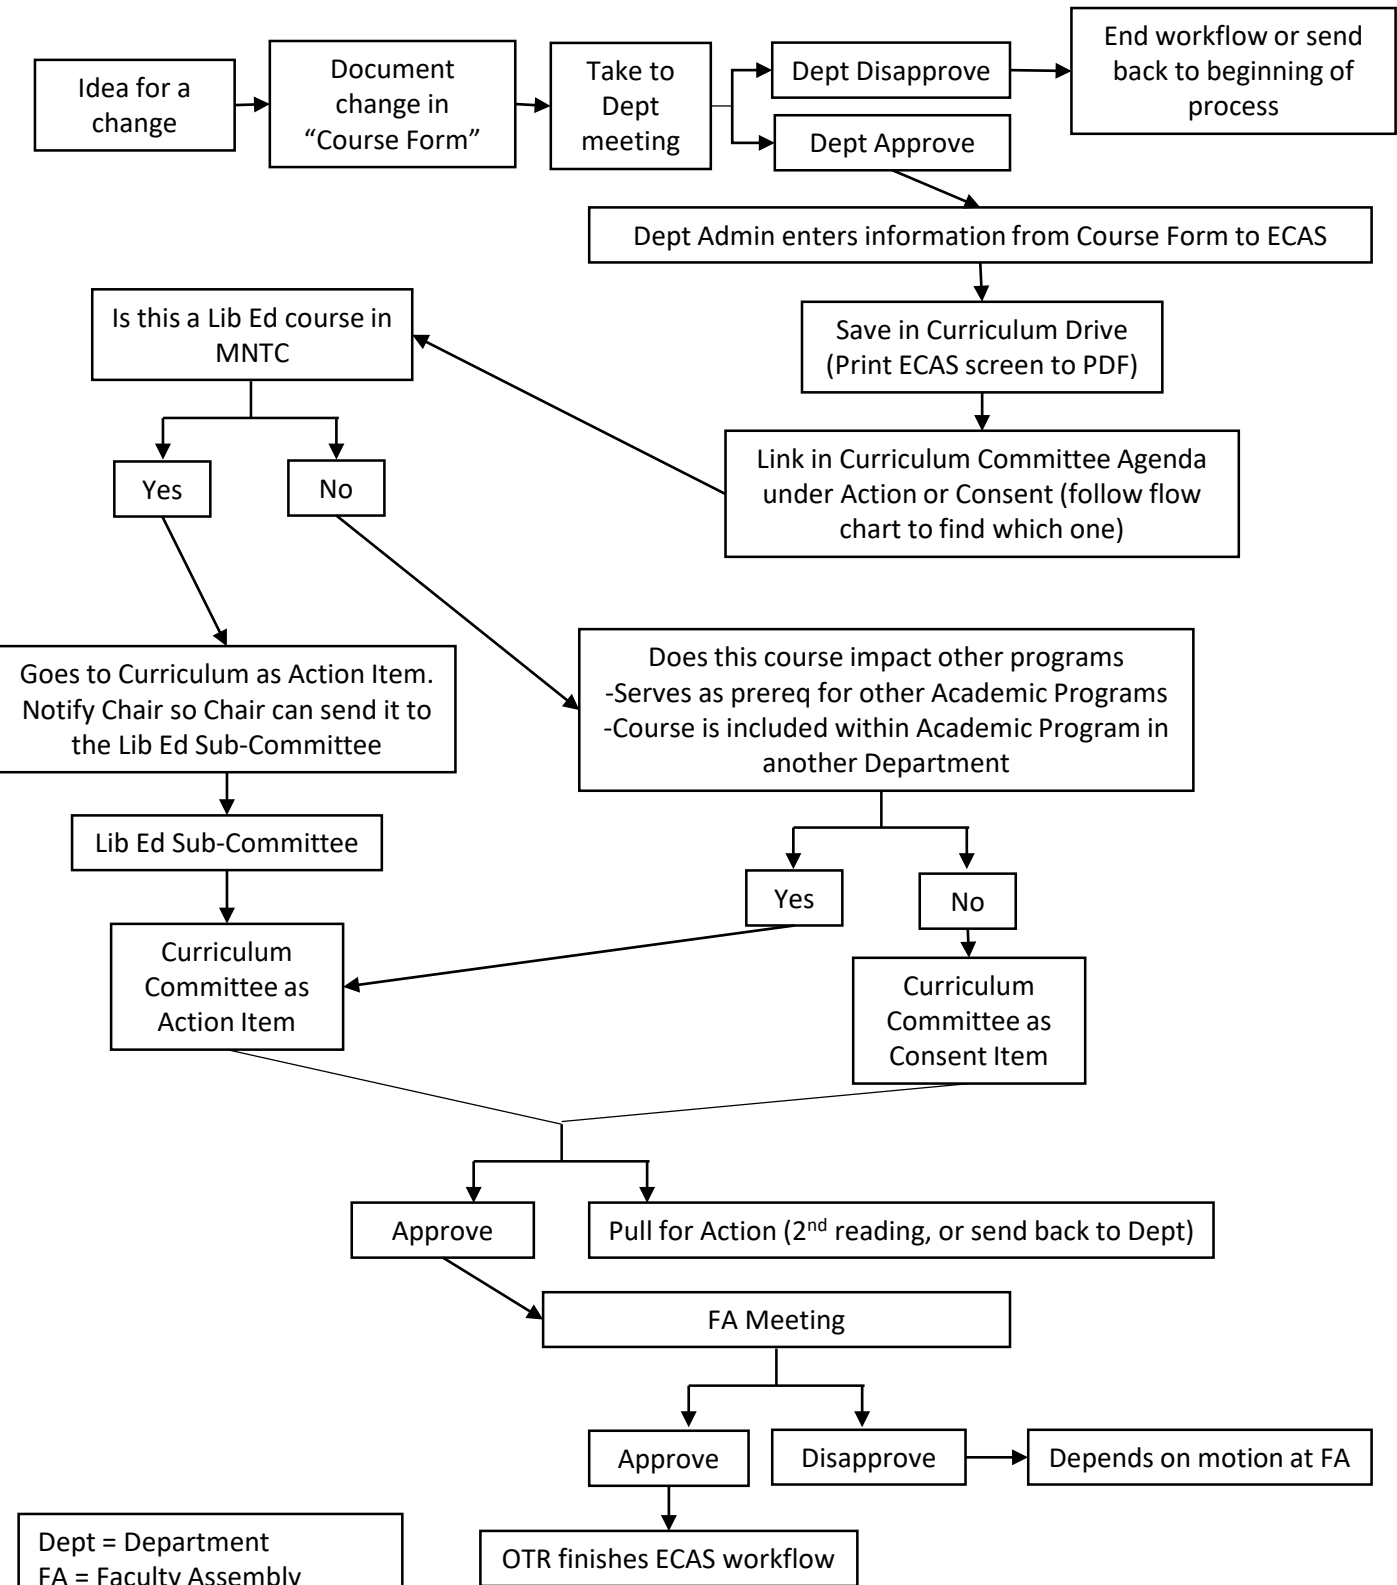 Idea for a
change
Document
change in
“Course Form”
Take to
Dept
meeting
Dept Disapprove
Dept Approve
End workflow or send
back to beginning of
process
Dept Admin enters information from Course Form to ECAS
Save in Curriculum Drive
(Print ECAS screen to PDF)
Link in Curriculum Committee Agenda
under Action or Consent (follow flow
chart to find which one)
Is this a Lib Ed course in
MNTC
Yes
No
Goes to Curriculum as Action Item.
Notify Chair so Chair can send it to
the Lib Ed Sub-Committee
Does this course impact other programs
-Serves as prereq for other Academic Programs
-Course is included within Academic Program in
another Department
Lib Ed Sub-Committee
Yes
No
Curriculum
Committee as
Action Item
Curriculum
Committee as
Consent Item
Approve
Pull for Action (2nd reading, or send back to Dept)
FA Meeting
Approve
Disapprove
Depends on motion at FA
OTR finishes ECAS workflow
Dept = Department
FA = Faculty Assembly